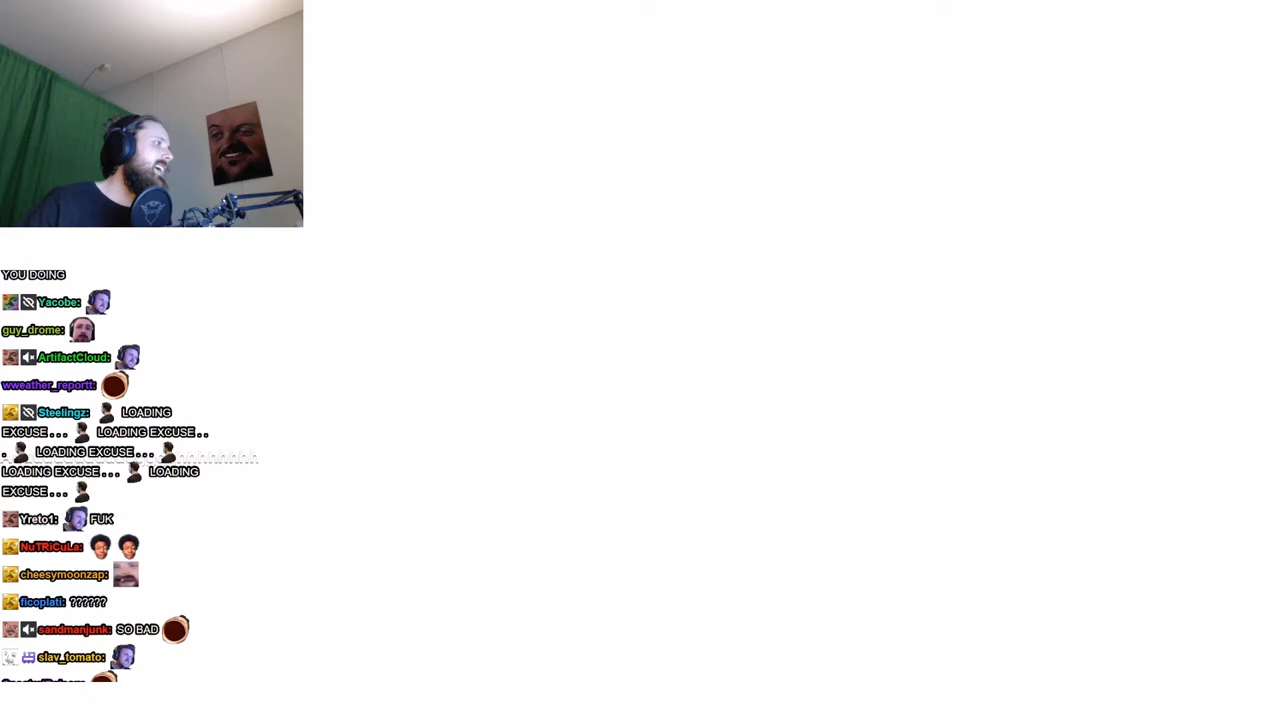 YOU DOING
Yacobe:
guy_drome:
ArtifactCloud:
wweather_reportt:
Steelingz: LOADING
EXCUSE . . . LOADING EXCUSE . .
. LOADING EXCUSE . . .
LOADING EXCUSE . . . LOADING
EXCUSE . . .
Yreto1: FUK
NuTRiCuLa:
cheesymoonzap:
ficoplati: ??????
sandmanjunk: SO BAD
slav_tomato: